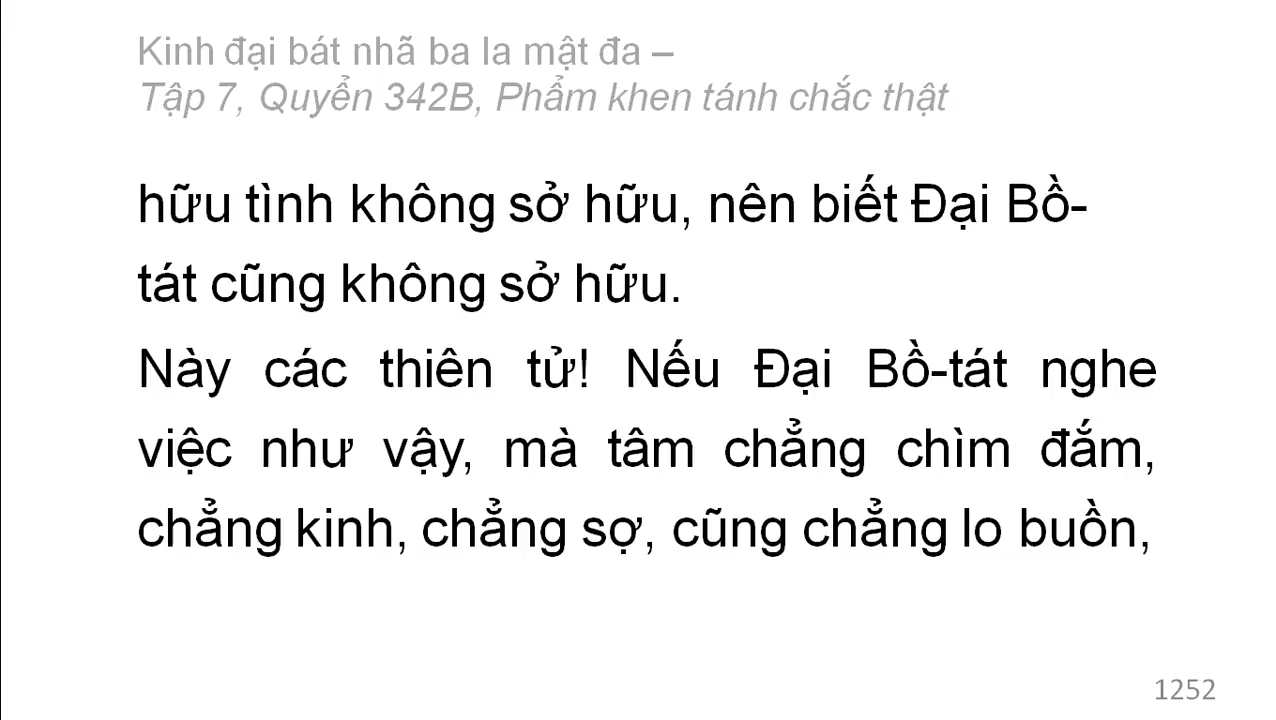 Kinh đại bát nhã ba la mật đa –
Tập 7, Quyển 342B, Phẩm khen tánh chắc thật
hữu tình không sở hữu, nên biết Đại Bồ-
tát cũng không sở hữu.
Này các thiên tử! Nếu Đại Bồ-tát nghe
việc như vậy, mà tâm chẳng chìm đắm,
chẳng kinh, chẳng sợ, cũng chẳng lo buồn,
1252